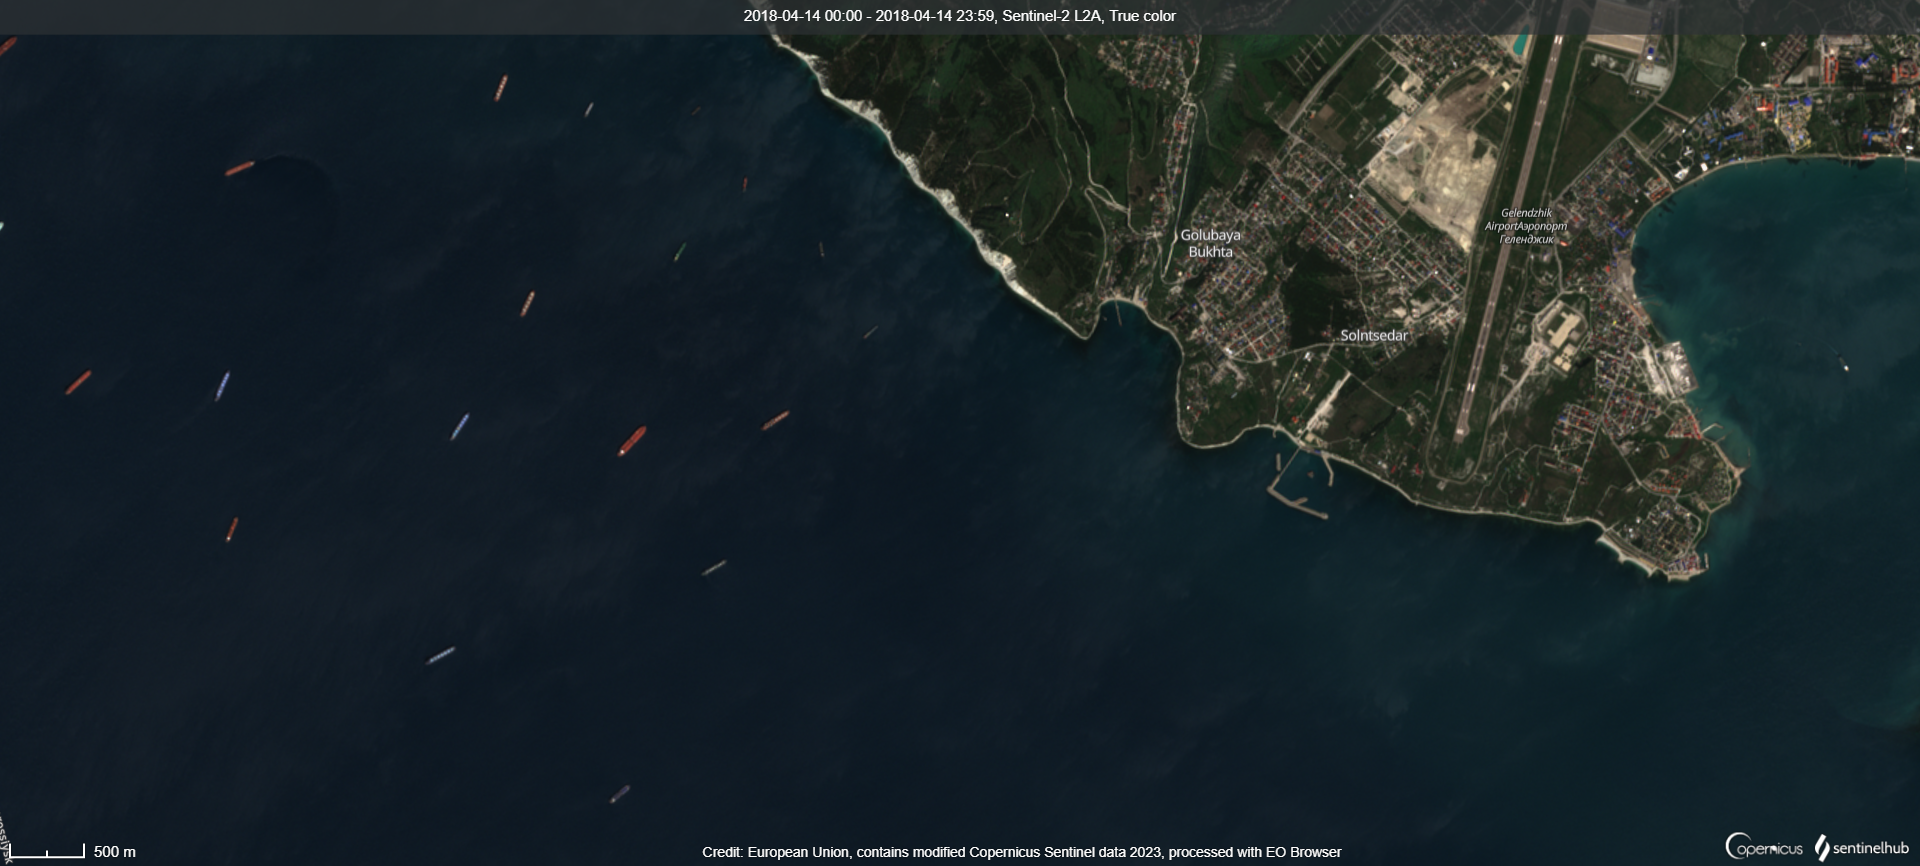 2018-04-14 00:00 - 2018-04-14 23:59, Sentinel-2 L2A, True color
Gelendzhik
AirportАэропорт
Геленджик
Golubaya
Bukhta
Solntsedar
500 m
Credit: European Union, contains modified Copernicus Sentinel data 2023, processed with EO Browser
Copernicus
sentinelhub